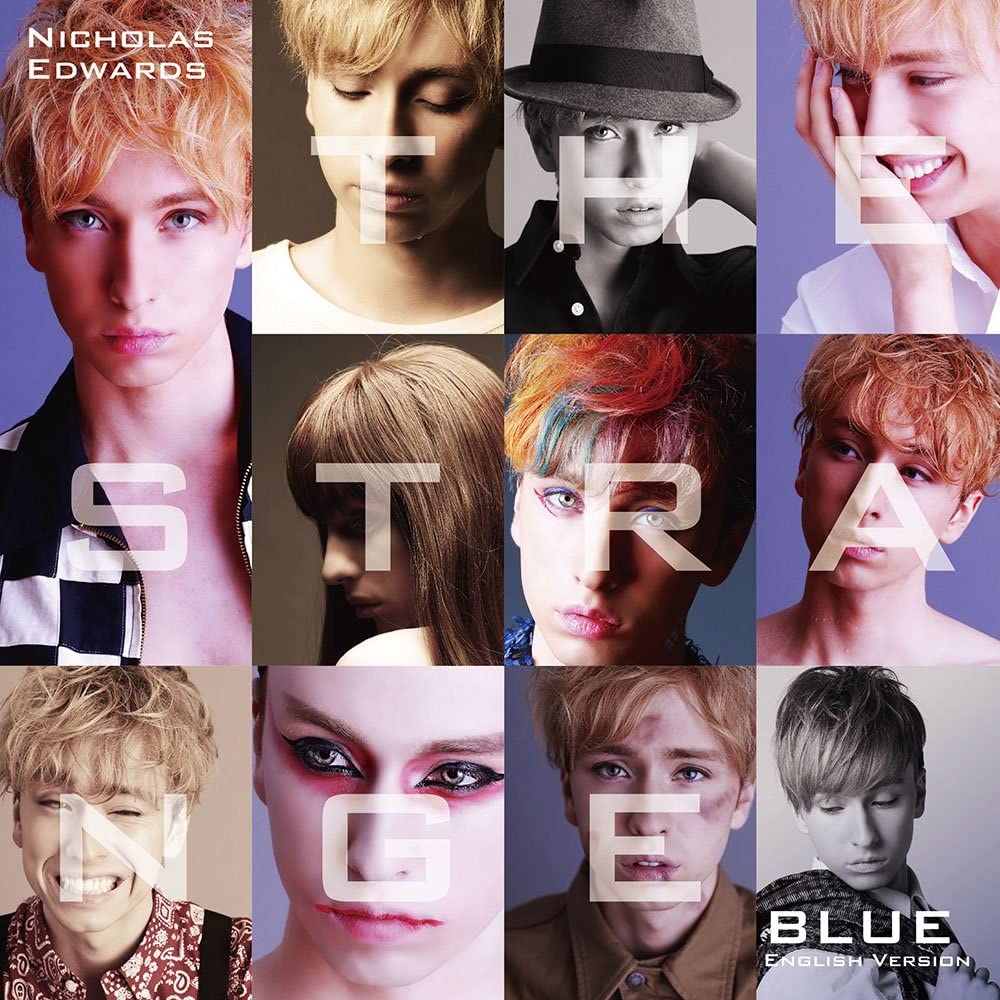 Nicholas
Edwards
THE
STRA
NGE
BLUE
English Version